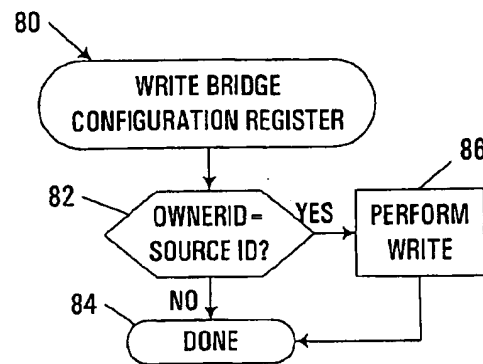 80
WRITE BRIDGE
CONFIGURATION REGISTER
86
82
OWNERID=
SOURCE ID?
YES
PERFORM
WRITE
NO
84
DONE